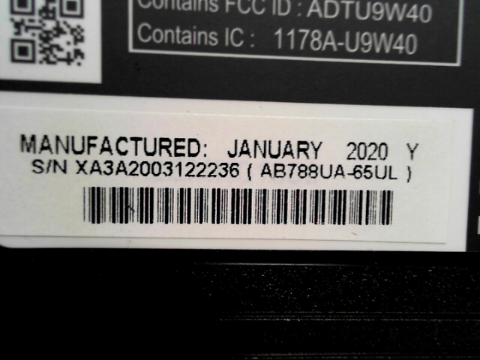 Contains FCC ID : ADTU9W40
Contains IC : 1178A-U9W40
MANUFACTURED: JANUARY 2020 Y
S/N XA3A2003122236 ( AB788UA-65UL )